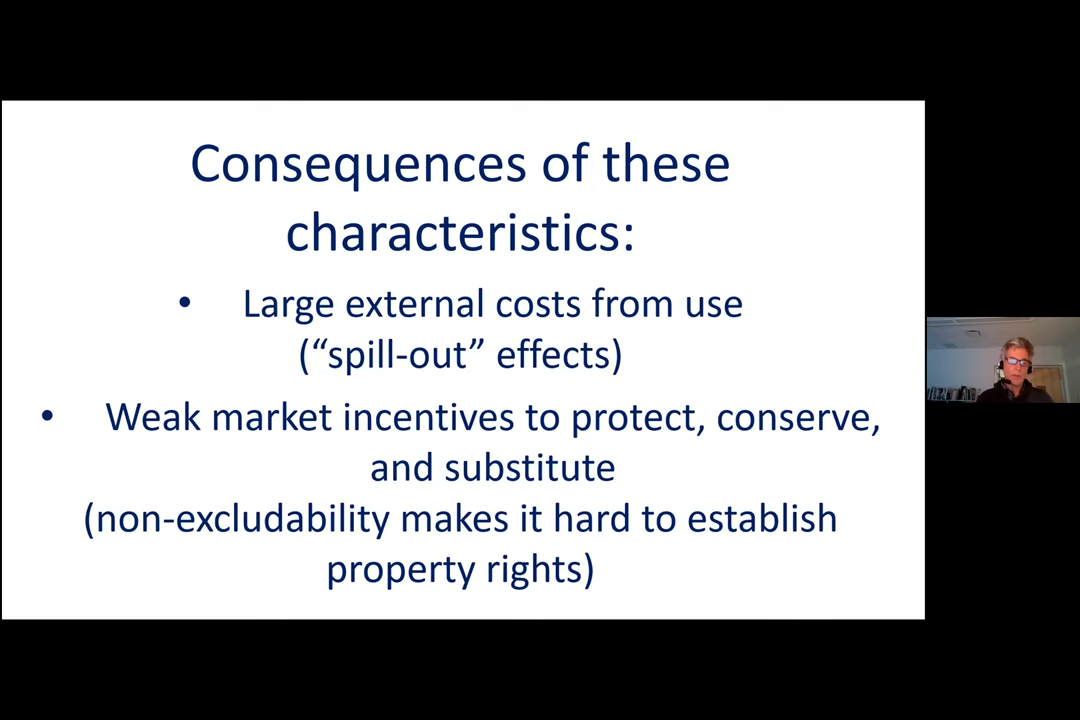 Consequences of these
characteristics:
• Large external costs from use
(“spill-out” effects)
• Weak market incentives to protect, conserve,
and substitute
(non-excludability makes it hard to establish
property rights)